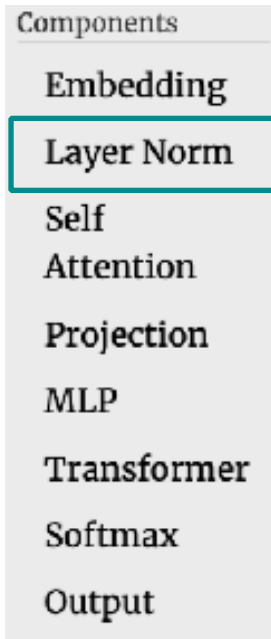 Components
Embedding
Layer Norm
Self
Attention
Projection
MLP
Transformer
Softmax
Output